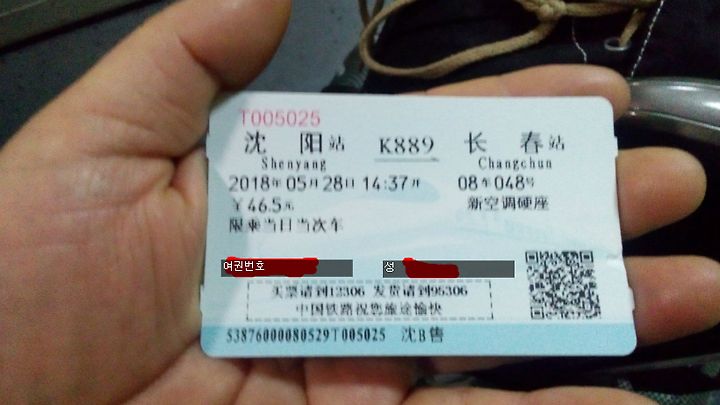 T005025
沈 阳站 K889 长 春站
Shenyang Changchun
2018年05月28日 14:37开 08车048号
￥46.5元 新空调硬座
限乘当日当次车
여권번호 성
买票请到12306 发货请到95306
中国铁路祝您旅途愉快
53876000080529T005025 沈B售